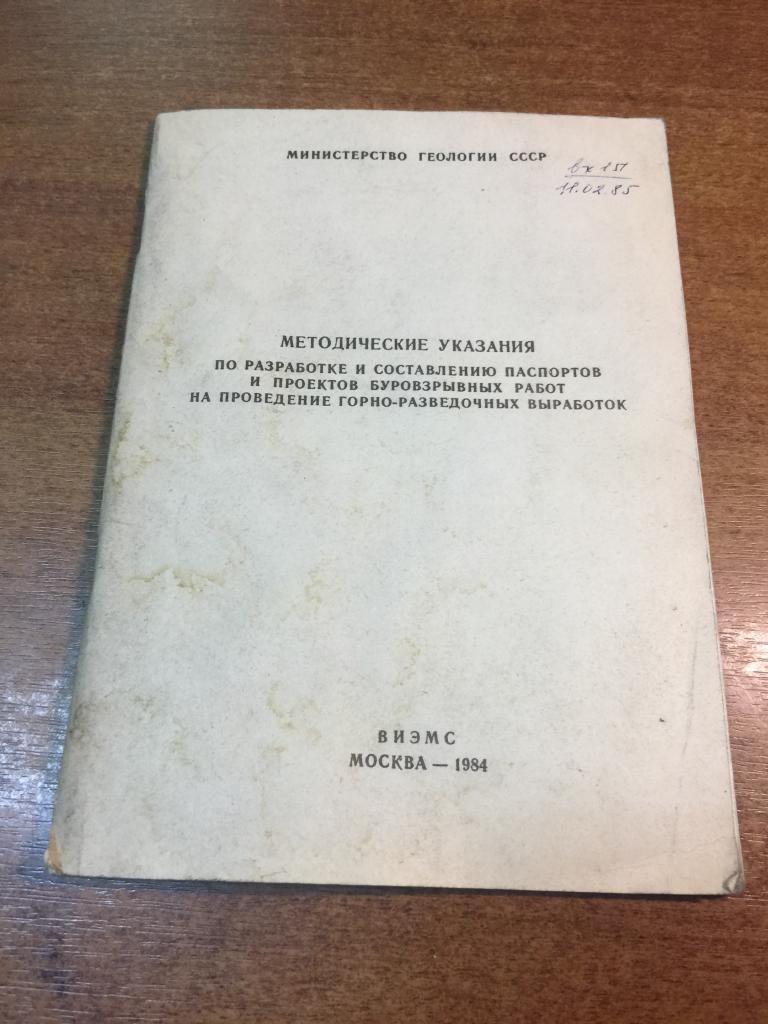 МИНИСТЕРСТВО ГЕОЛОГИИ СССР
вх 151
11.02.85
МЕТОДИЧЕСКИЕ УКАЗАНИЯ
ПО РАЗРАБОТКЕ И СОСТАВЛЕНИЮ ПАСПОРТОВ
И ПРОЕКТОВ БУРОВЗРЫВНЫХ РАБОТ
НА ПРОВЕДЕНИЕ ГОРНО-РАЗВЕДОЧНЫХ ВЫРАБОТОК
ВИЭМС
МОСКВА — 1984